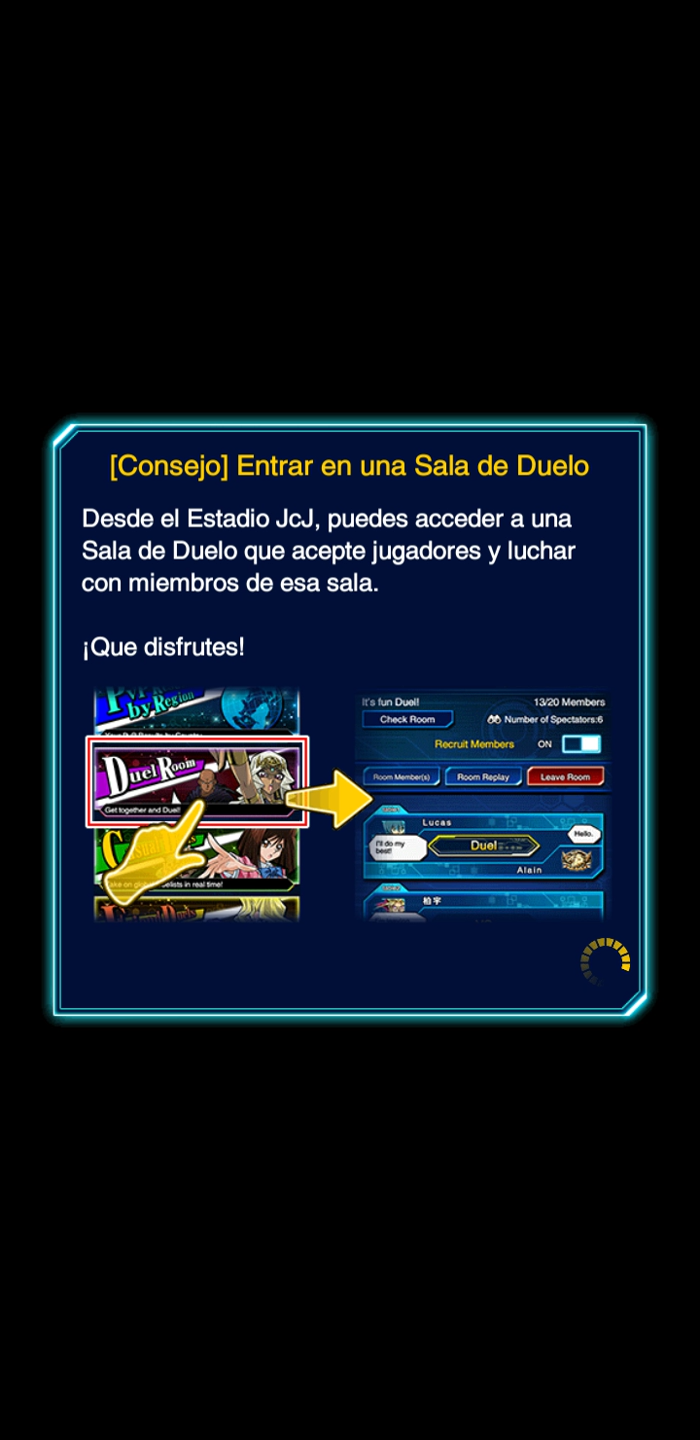 [Consejo] Entrar en una Sala de Duelo
Desde el Estadio JcJ, puedes acceder a una
Sala de Duelo que acepte jugadores y luchar
con miembros de esa sala.
¡Que disfrutes!
by Region
Duel Room
Get together and Duel!
elists in real time!
It's fun Duel!
13/20 Members
Check Room
Number of Spectators:6
Recruit Members
ON
Room Member(s)
Room Replay
Leave Room
Lucas
I'll do my
best!
Duel
Hello.
Alain
柏宇